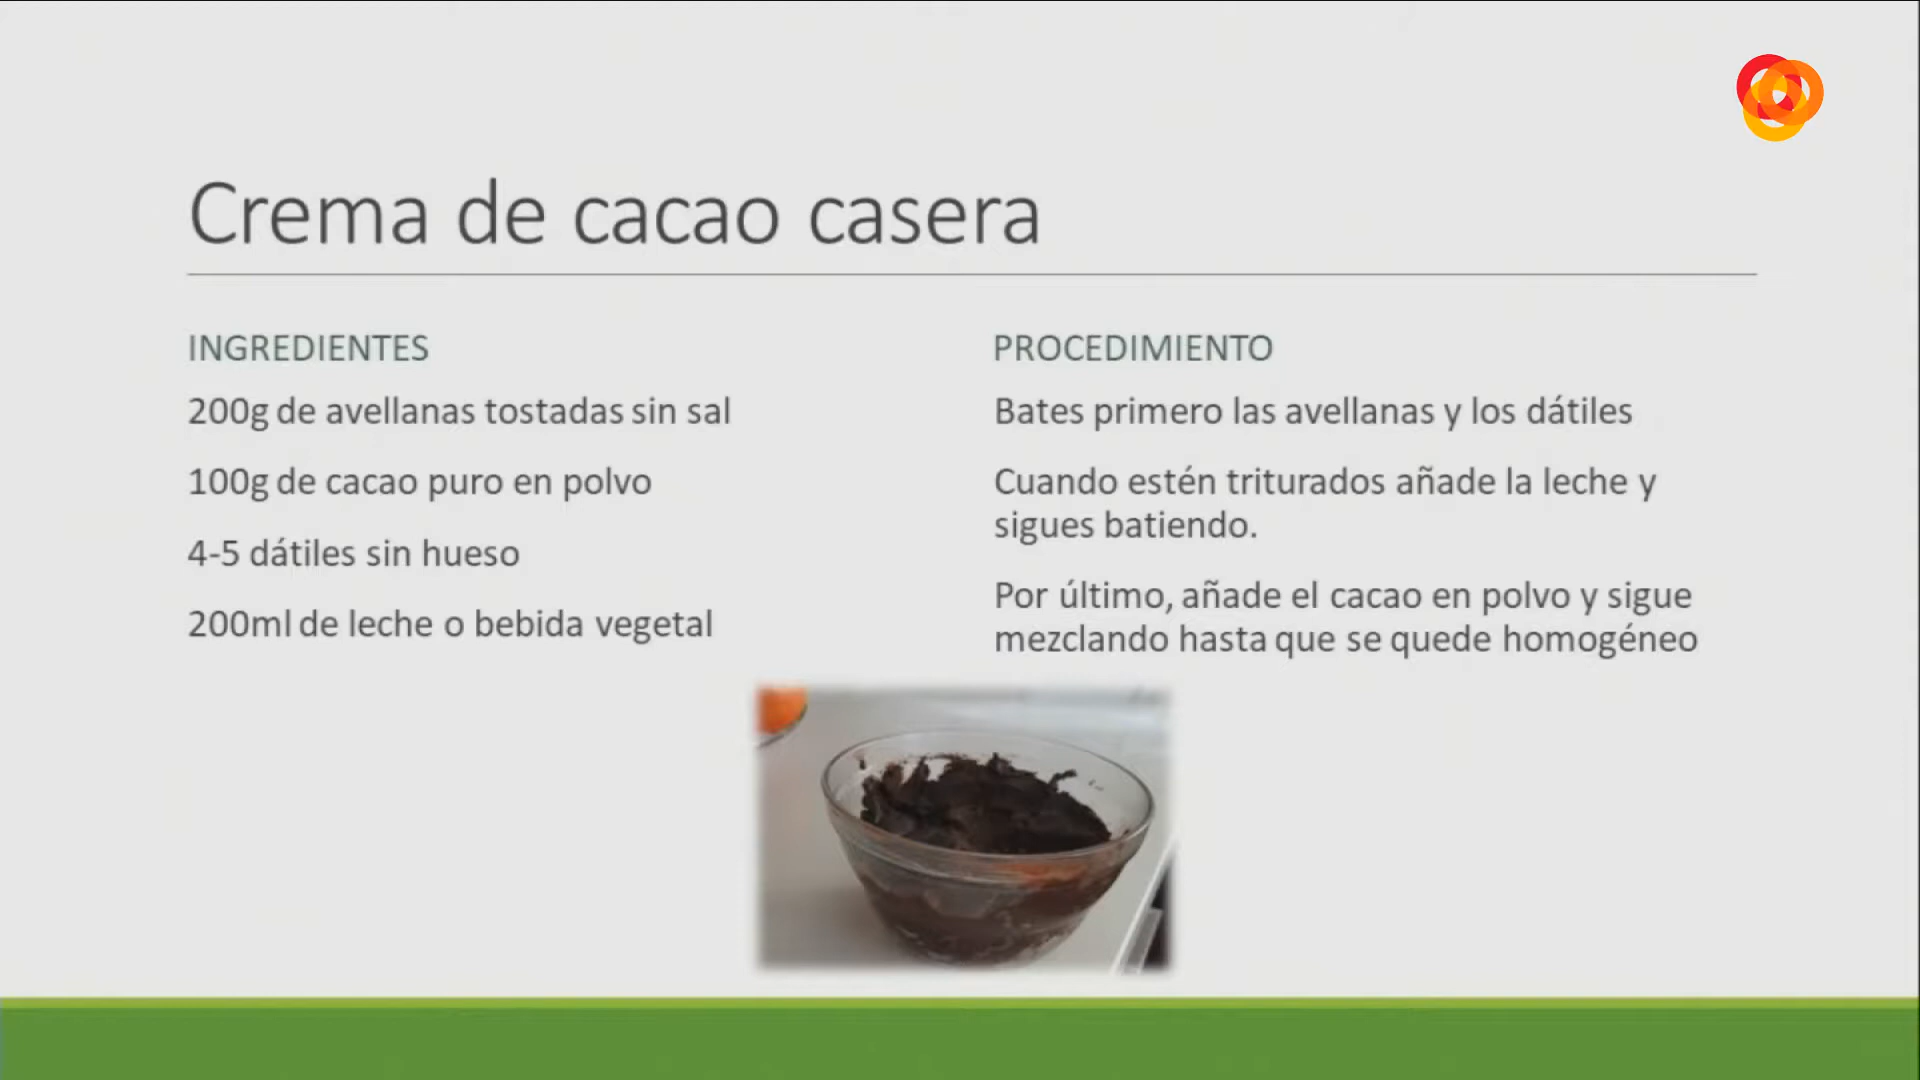 Crema de cacao casera
INGREDIENTES
200g de avellanas tostadas sin sal
100g de cacao puro en polvo
4-5 dátiles sin hueso
200ml de leche o bebida vegetal
PROCEDIMIENTO
Bates primero las avellanas y los dátiles
Cuando estén triturados añade la leche y
sigues batiendo.
Por último, añade el cacao en polvo y sigue
mezclando hasta que se quede homogéneo